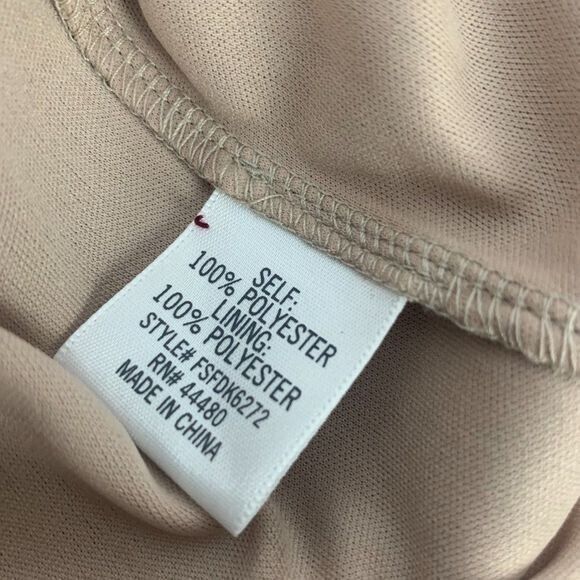 SELF:
100% POLYESTER
LINING:
100% POLYESTER
STYLE# FSFDK6272
RN# 44480
MADE IN CHINA